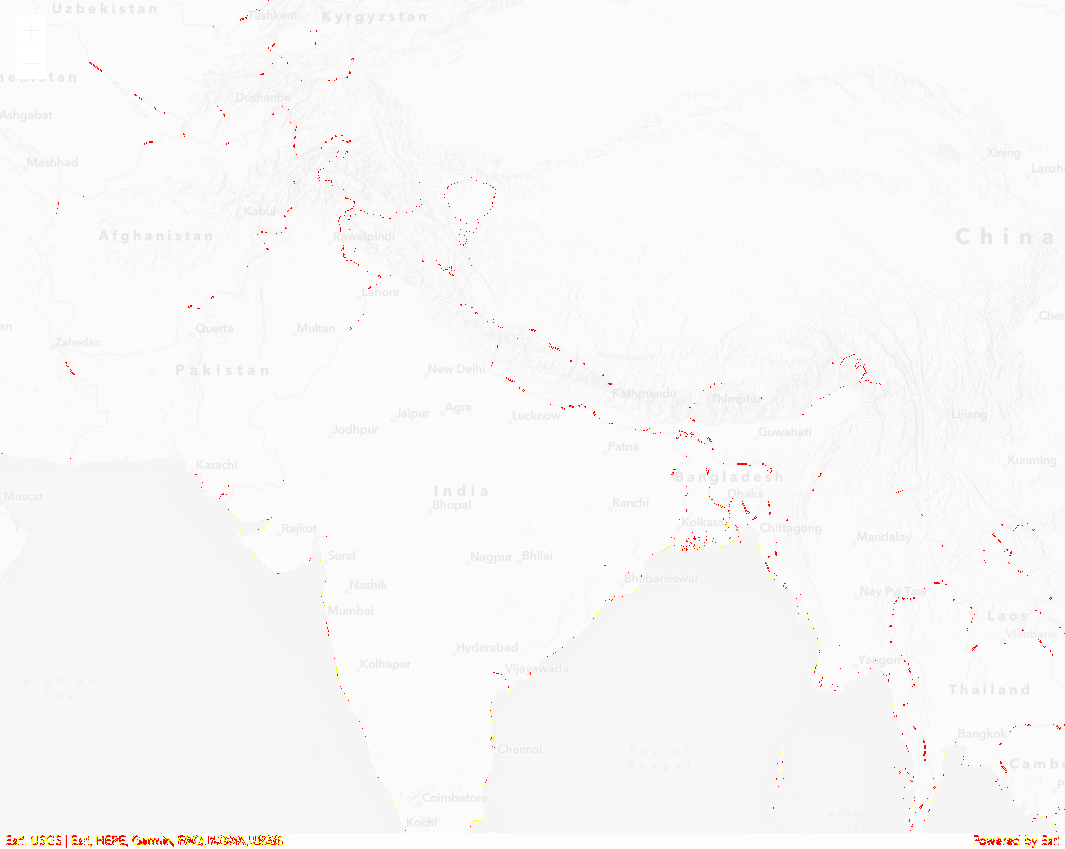 Uzbekistan
Tashkent
Kyrgyzstan
Dushanbe
Ashgabat
Mashhad
Xining
Kabul
Afghanistan
Rawalpindi
China
Lahore
Quetta
Multan
Zahedan
Pakistan
New Delhi
Kathmandu
Thimphu
Jaipur
Agra
Lucknow
Lijiang
Jodhpur
Guwahati
Patna
Kunming
Karachi
Bangladesh
India
Dhaka
Muscat
Bhopal
Ranchi
Kolkata
Chittagong
Rajkot
Mandalay
Surat
Nagpur
Bhilai
Nashik
Bhubaneswar
Nay Pyi Taw
Mumbai
Laos
Vientiane
Hyderabad
Kolhapur
Vijayawada
Yangon
Arabian
Sea
Thailand
Bangkok
Chennai
Bay of
Bengal
Coimbatore
Kochi
Andaman
Sea
Esri, USGS | Esri, HERE, Garmin, FAO, NOAA, USGS
Powered by Esri